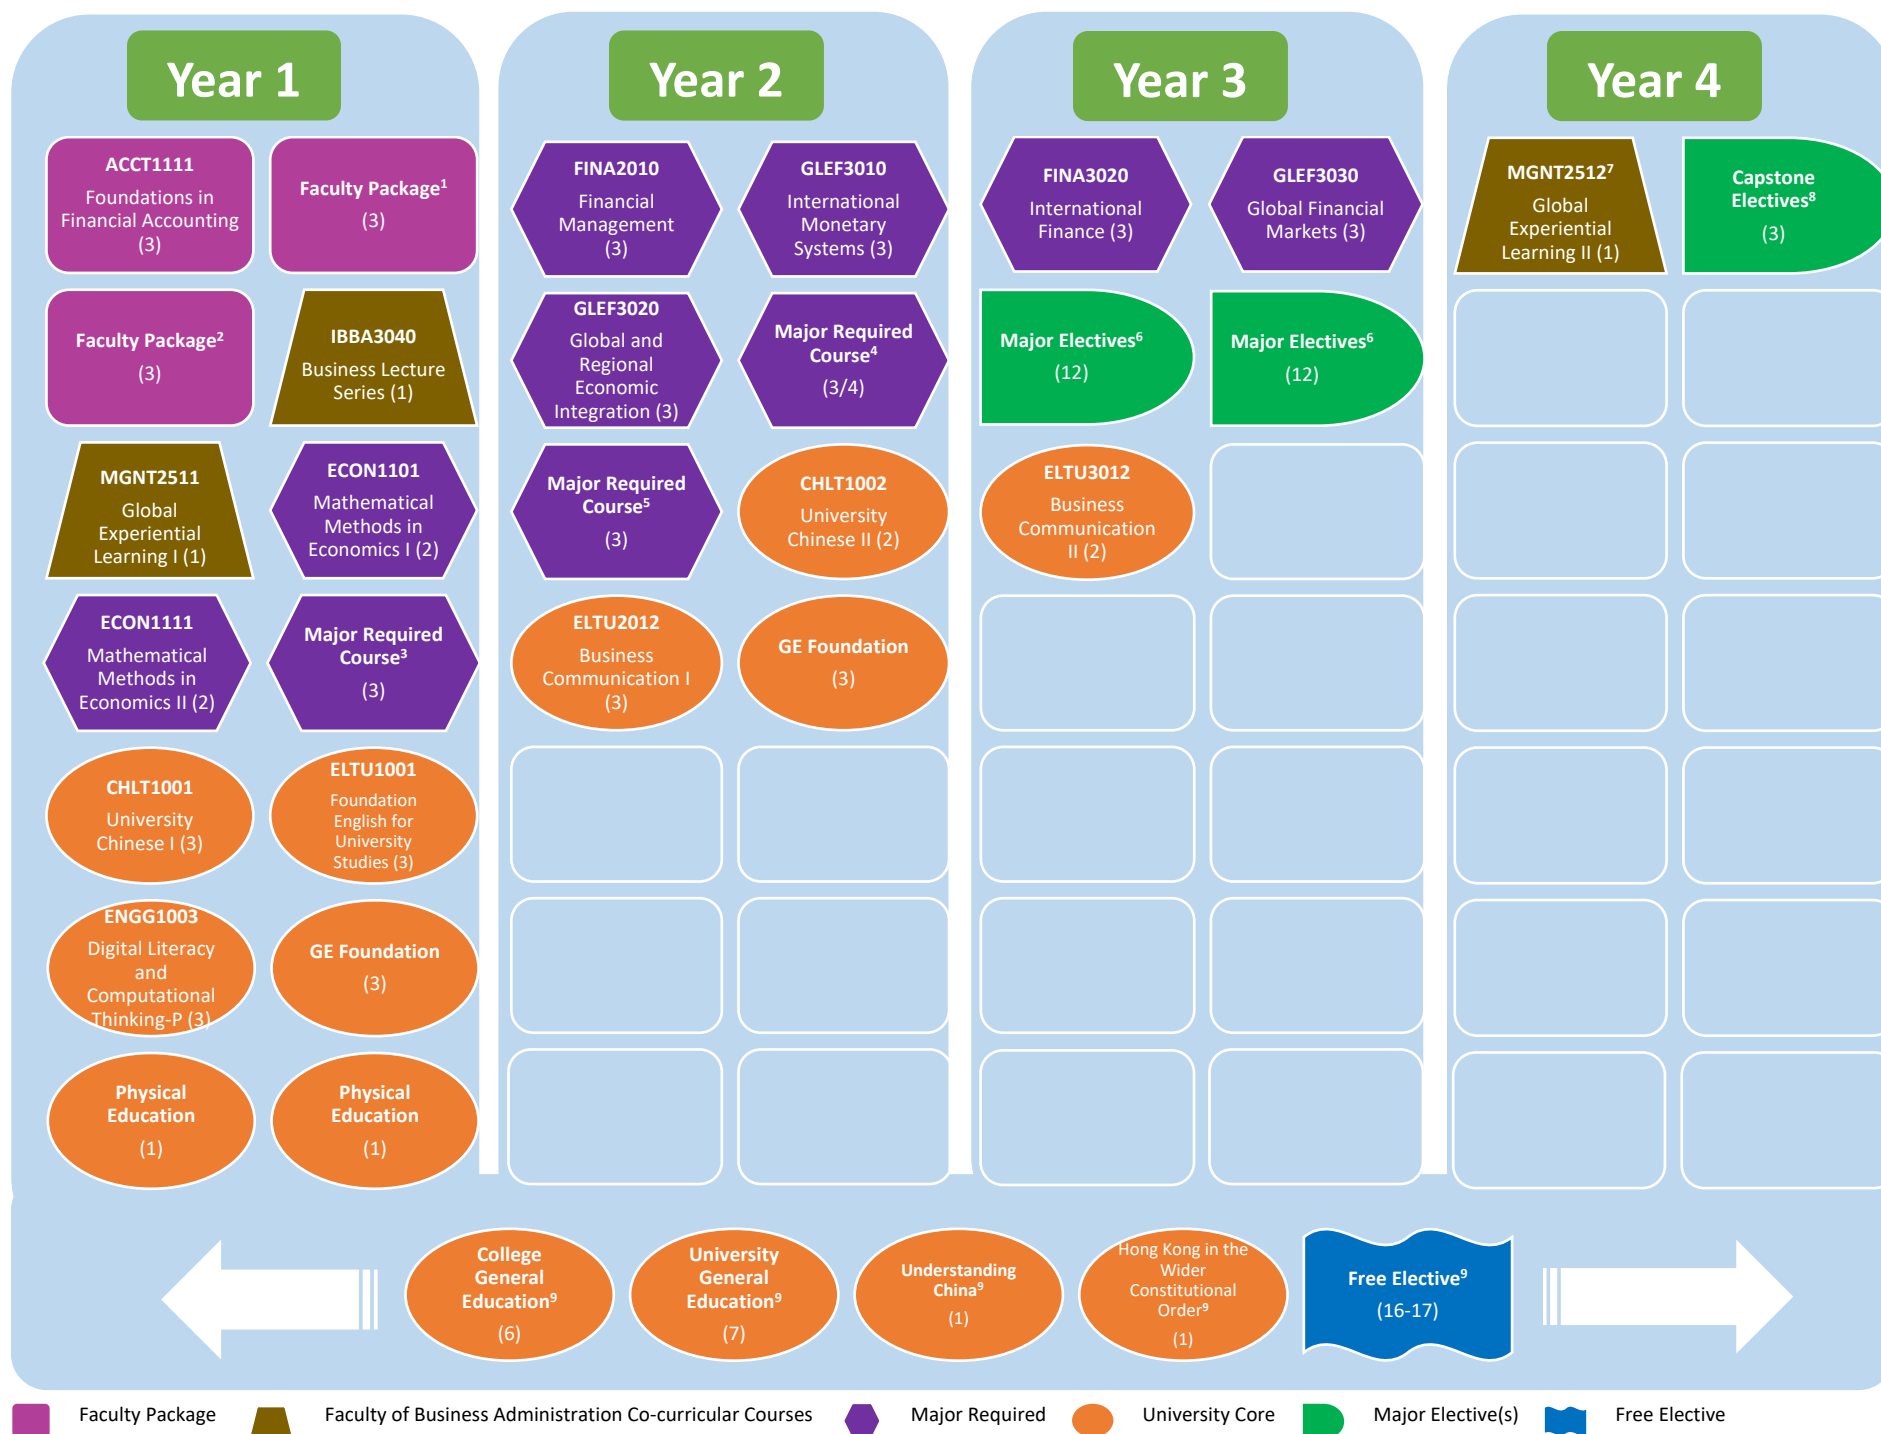 Year 1
Year 2
Year 3
Year 4
ACCT1111
Foundations in
Financial Accounting
(3)
Faculty Package¹
(3)
Faculty Package²
(3)
IBBA3040
Business Lecture
Series (1)
MGNT2511
Global
Experiential
Learning I (1)
ECON1101
Mathematical
Methods in
Economics I (2)
ECON1111
Mathematical
Methods in
Economics II (2)
Major Required
Course³
(3)
CHLT1001
University
Chinese I (3)
ELTU1001
Foundation
English for
University
Studies (3)
ENGG1003
Digital Literacy
and
Computational
Thinking-P (3)
GE Foundation
(3)
Physical
Education
(1)
Physical
Education
(1)
FINA2010
Financial
Management
(3)
GLEF3010
International
Monetary
Systems (3)
GLEF3020
Global and
Regional
Economic
Integration (3)
Major Required
Course⁴
(3/4)
Major Required
Course⁵
(3)
CHLT1002
University
Chinese II (2)
ELTU2012
Business
Communication I
(3)
GE Foundation
(3)
FINA3020
International
Finance (3)
GLEF3030
Global Financial
Markets (3)
Major Electives⁶
(12)
Major Electives⁶
(12)
ELTU3012
Business
Communication
II (2)
MGNT2512⁷
Global
Experiential
Learning II (1)
Capstone
Electives⁸
(3)
College
General
Education⁹
(6)
University
General
Education⁹
(7)
Understanding
China⁹
(1)
Hong Kong in the
Wider
Constitutional
Order⁹
(1)
Free Elective⁹
(16-17)
Faculty Package
Faculty of Business Administration Co-curricular Courses
Major Required
University Core
Major Elective(s)
Free Elective